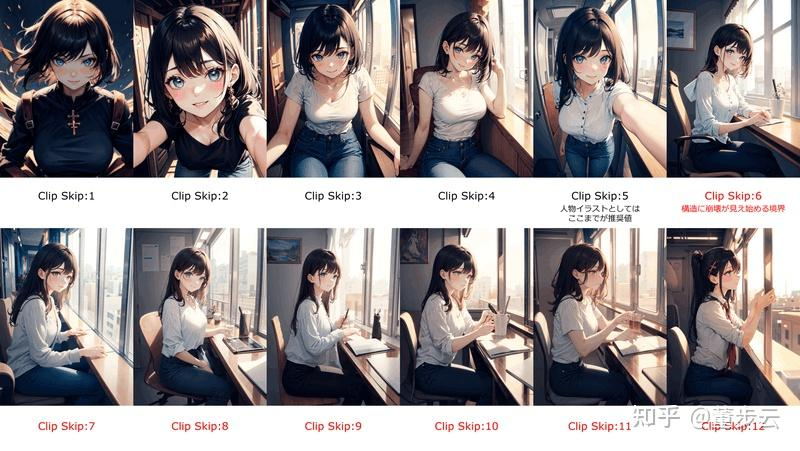 Clip Skip:1
Clip Skip:2
Clip Skip:3
Clip Skip:4
Clip Skip:5
人物イラストとしては
ここまでが推奨値
Clip Skip:6
構造に崩壊が見え始める境界
Clip Skip:7
Clip Skip:8
Clip Skip:9
Clip Skip:10
Clip Skip:11
Clip Skip:12
知乎 @董步云